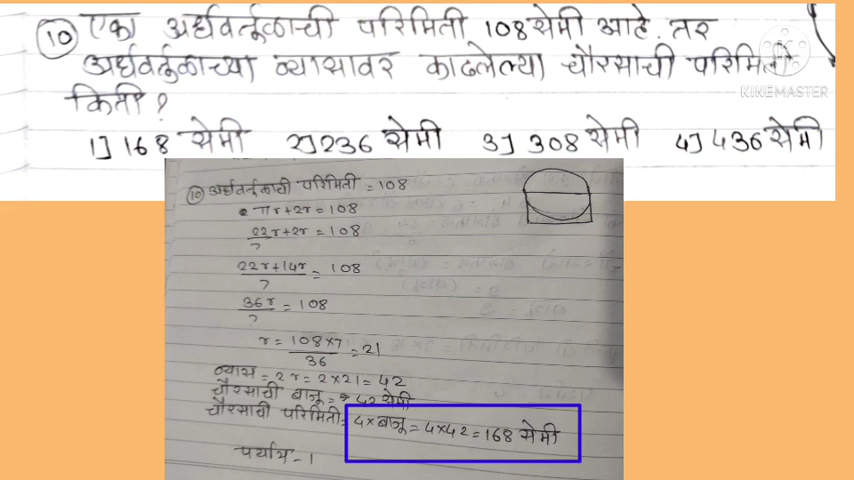 (10) एका अर्धवर्तुळाची परिमिती 108 सेमी आहे. तर
अर्धवर्तुळाच्या व्यासावर काढलेल्या चौरसाची परिमिती
किती ?
1] 168 सेमी 2] 236 सेमी 3] 308 सेमी 4] 436 सेमी
KINEMASTER
(10) अर्धवर्तुळाची परिमिती = 108
πr + 2r = 108
22r/7 + 2r = 108
22r + 14r/7 = 108
36r/7 = 108
r = 108 × 7/36 = 21
व्यास = 2r = 2 × 21 = 42
चौरसाची बाजू = 42 सेमी
चौरसाची परिमिती = 4 × बाजू = 4 × 42 = 168 सेमी
पर्याय - 1